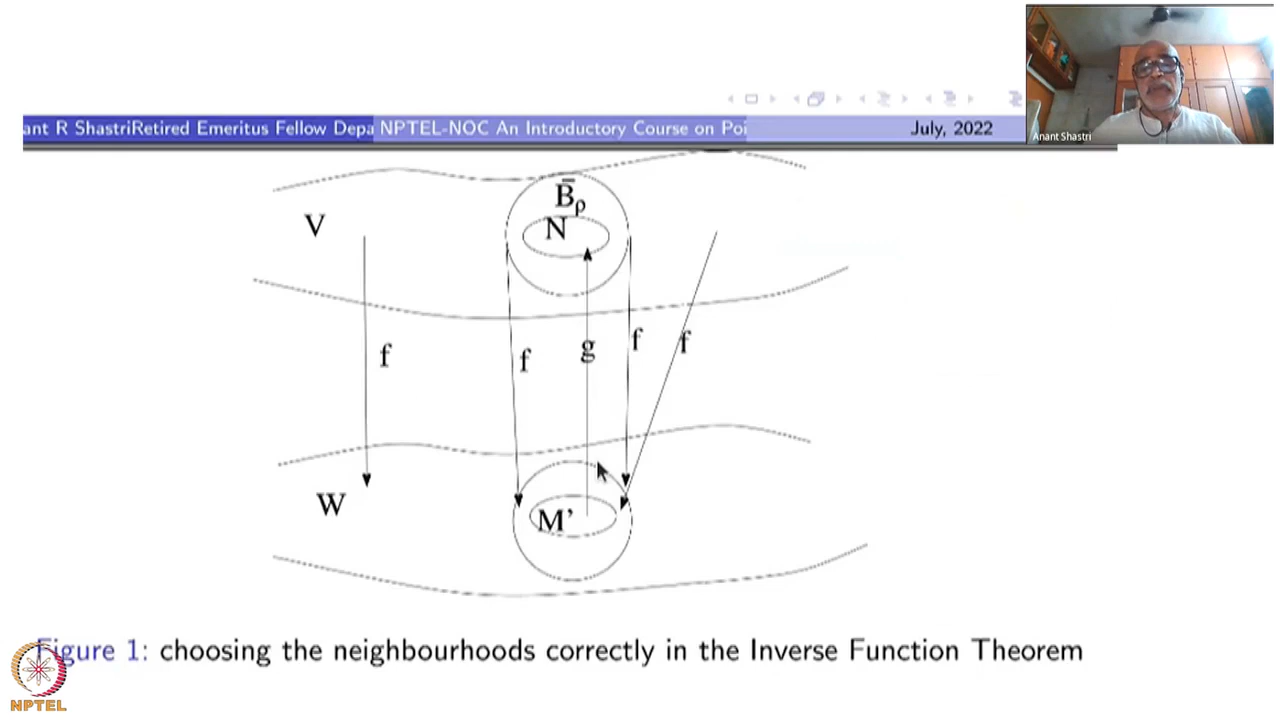 Anant Shastri
ant R ShastriRetired Emeritus Fellow Depa NPTEL-NOC An Introductory Course on Poi July, 2022
B̄ρ
V N
f g f f
f
W M’
Figure 1: choosing the neighbourhoods correctly in the Inverse Function Theorem
NPTEL